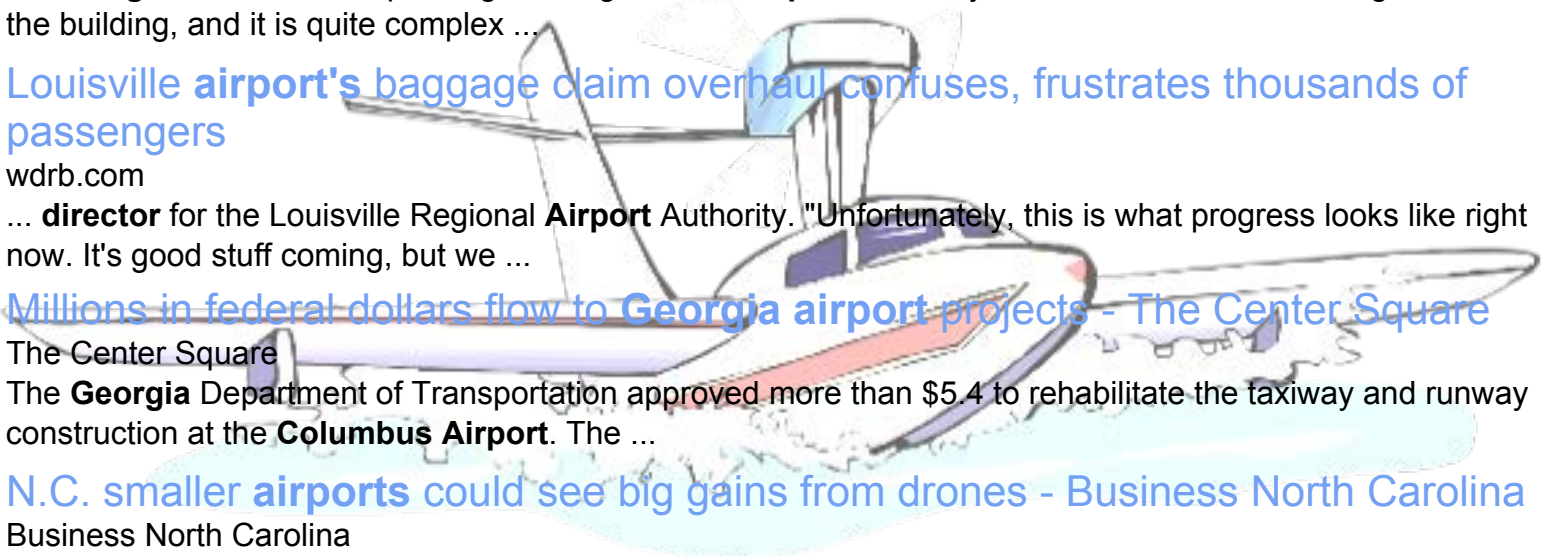 the building, and it is quite complex ...
Louisville airport's baggage claim overhaul confuses, frustrates thousands of
passengers
wdrb.com
... director for the Louisville Regional Airport Authority. "Unfortunately, this is what progress looks like right
now. It's good stuff coming, but we ...
Millions in federal dollars flow to Georgia airport projects - The Center Square
The Center Square
The Georgia Department of Transportation approved more than $5.4 to rehabilitate the taxiway and runway
construction at the Columbus Airport. The ...
N.C. smaller airports could see big gains from drones - Business North Carolina
Business North Carolina